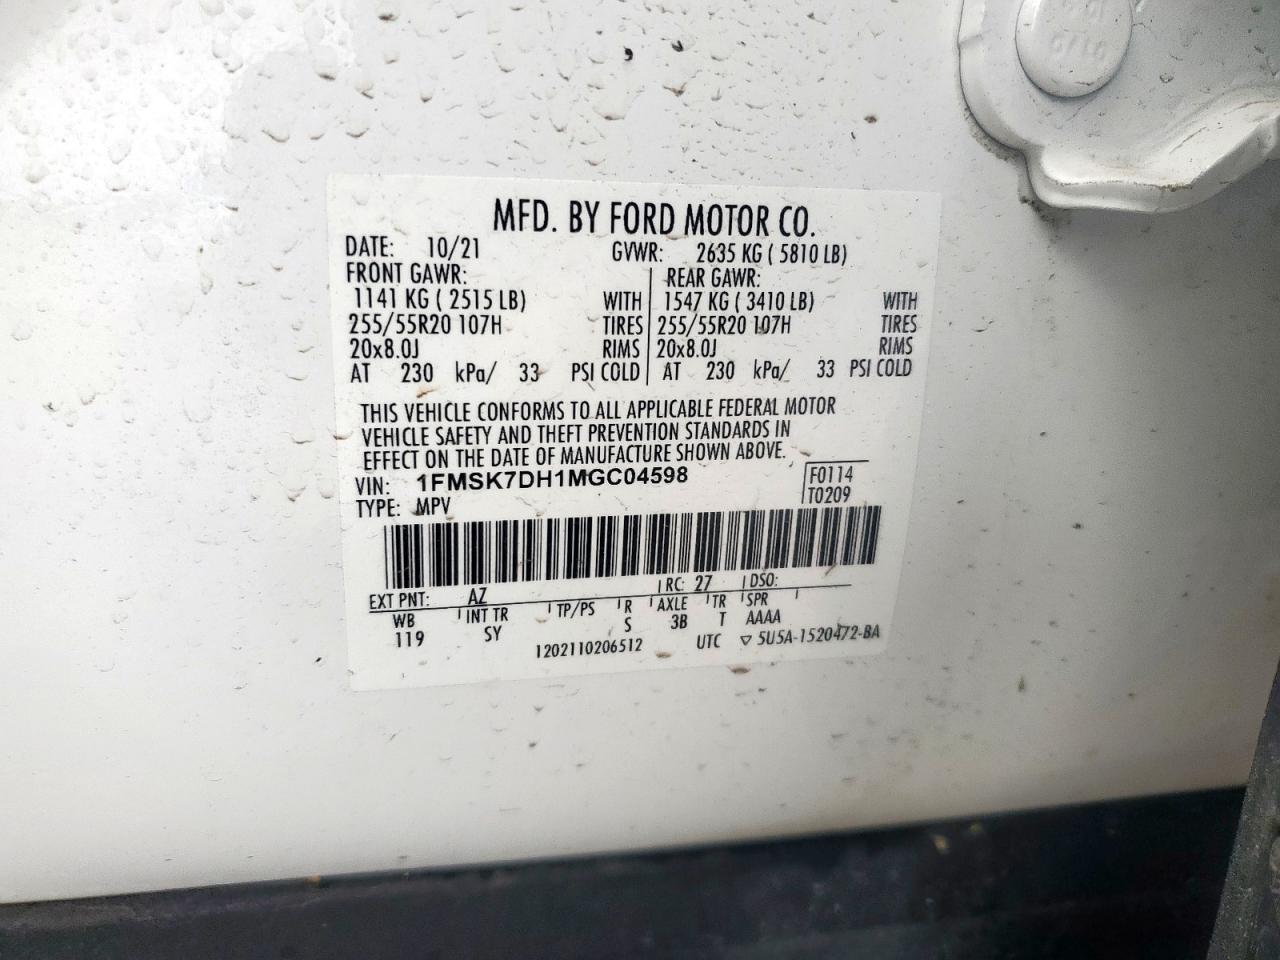 MFD. BY FORD MOTOR CO.
DATE: 10/21 GVWR: 2635 KG ( 5810 LB)
FRONT GAWR: REAR GAWR:
1141 KG ( 2515 LB) WITH 1547 KG ( 3410 LB) WITH
255/55R20 107H TIRES 255/55R20 107H TIRES
20x8.0J RIMS 20x8.0J RIMS
AT 230 kPa/ 33 PSI COLD AT 230 kPa/ 33 PSI COLD
THIS VEHICLE CONFORMS TO ALL APPLICABLE FEDERAL MOTOR
VEHICLE SAFETY AND THEFT PREVENTION STANDARDS IN
EFFECT ON THE DATE OF MANUFACTURE SHOWN ABOVE.
VIN: 1FMSK7DH1MGC04598 F0114
TYPE: MPV T0209
EXT PNT: AZ RC: 27 DSO:
WB INT TR TP/PS R AXLE TR SPR
119 SY S 3B T AAAA
1202110206512 UTC ▽ 5U5A-1520472-BA